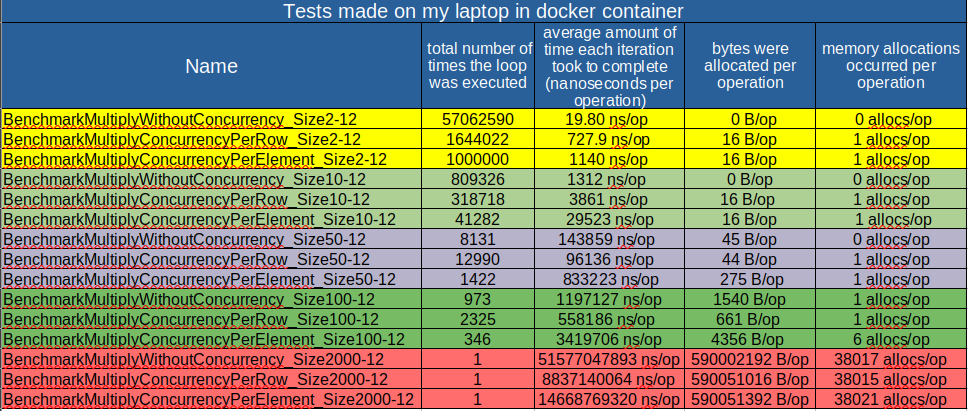 Tests made on my laptop in docker container
Name
total number of
times the loop
was executed
average amount of
time each iteration
took to complete
(nanoseconds per
operation)
bytes were
allocated per
operation
memory allocations
occurred per
operation
BenchmarkMultiplyWithoutConcurrency_Size2-12 57062590 19.80 ns/op 0 B/op 0 allocs/op
BenchmarkMultiplyConcurrencyPerRow_Size2-12 1644022 727.9 ns/op 16 B/op 1 allocs/op
BenchmarkMultiplyConcurrencyPerElement_Size2-12 1000000 1140 ns/op 16 B/op 1 allocs/op
BenchmarkMultiplyWithoutConcurrency_Size10-12 809326 1312 ns/op 0 B/op 0 allocs/op
BenchmarkMultiplyConcurrencyPerRow_Size10-12 318718 3861 ns/op 16 B/op 1 allocs/op
BenchmarkMultiplyConcurrencyPerElement_Size10-12 41282 29523 ns/op 16 B/op 1 allocs/op
BenchmarkMultiplyWithoutConcurrency_Size50-12 8131 143859 ns/op 45 B/op 0 allocs/op
BenchmarkMultiplyConcurrencyPerRow_Size50-12 12990 96136 ns/op 44 B/op 1 allocs/op
BenchmarkMultiplyConcurrencyPerElement_Size50-12 1422 833223 ns/op 275 B/op 1 allocs/op
BenchmarkMultiplyWithoutConcurrency_Size100-12 973 1197127 ns/op 1540 B/op 1 allocs/op
BenchmarkMultiplyConcurrencyPerRow_Size100-12 2325 558186 ns/op 661 B/op 1 allocs/op
BenchmarkMultiplyConcurrencyPerElement_Size100-12 346 3419706 ns/op 4356 B/op 6 allocs/op
BenchmarkMultiplyWithoutConcurrency_Size2000-12 1 51577047893 ns/op 590002192 B/op 38017 allocs/op
BenchmarkMultiplyConcurrencyPerRow_Size2000-12 1 8837140064 ns/op 590051016 B/op 38015 allocs/op
BenchmarkMultiplyConcurrencyPerElement_Size2000-12 1 14668769320 ns/op 590051392 B/op 38021 allocs/op